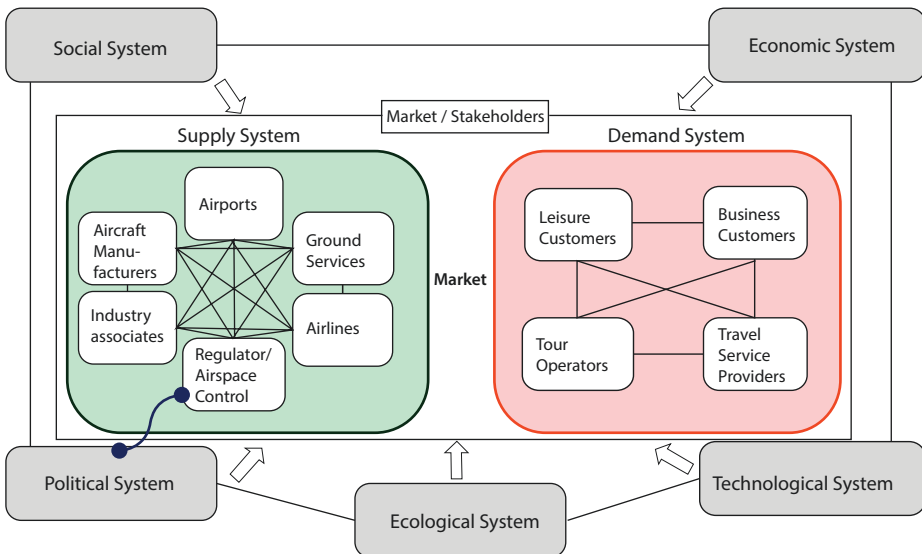 Social System
Economic System
Market / Stakeholders
Supply System
Demand System
Airports
Aircraft
Manu-
facturers
Ground
Services
Industry
associates
Airlines
Regulator/
Airspace
Control
Market
Leisure
Customers
Business
Customers
Tour
Operators
Travel
Service
Providers
Political System
Ecological System
Technological System